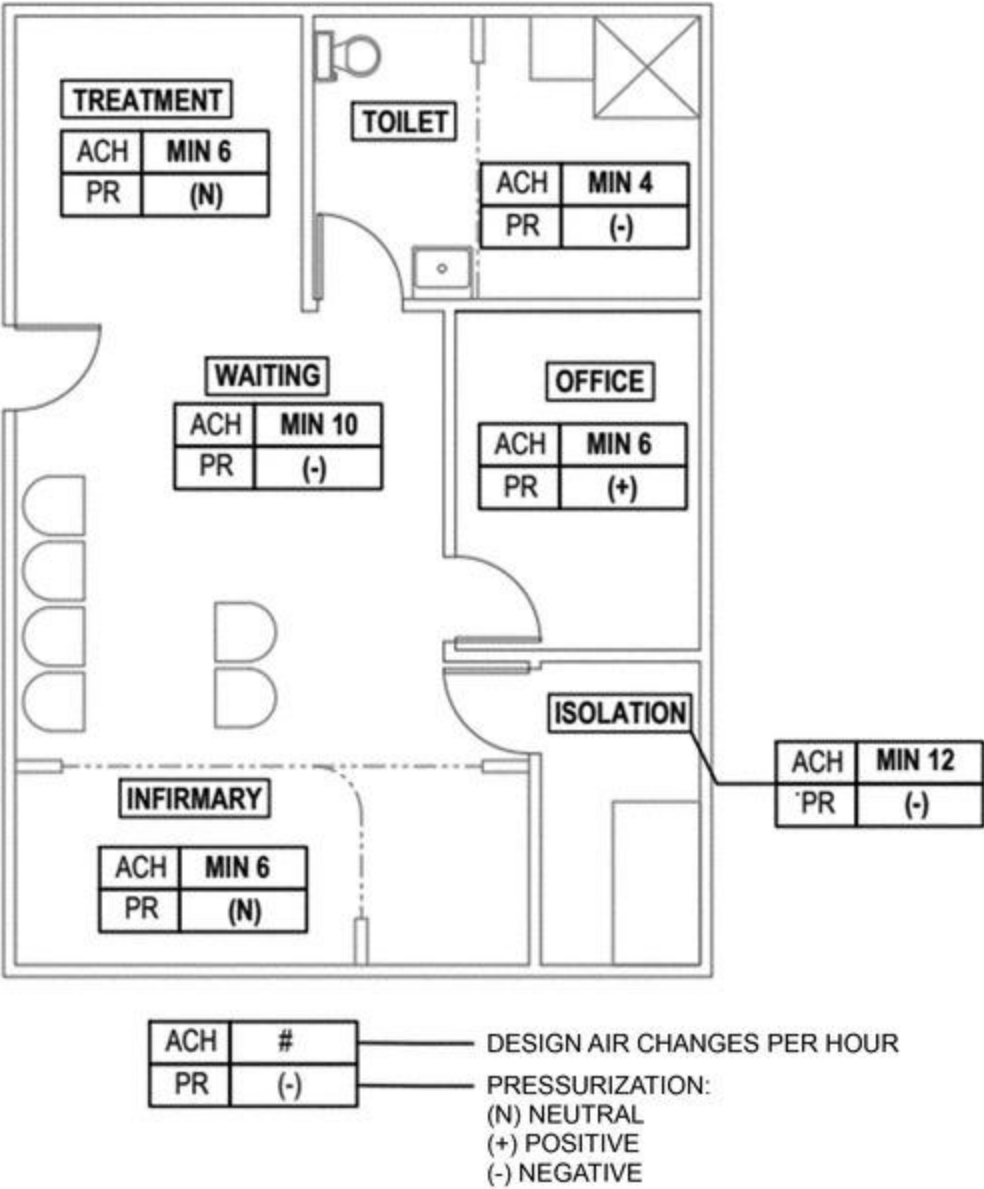 TREATMENT
ACH MIN 6
PR (N)
TOILET
ACH MIN 4
PR (-)
WAITING
ACH MIN 10
PR (-)
OFFICE
ACH MIN 6
PR (+)
ISOLATION
ACH MIN 12
PR (-)
INFIRMARY
ACH MIN 6
PR (N)
ACH #
PR (-)
DESIGN AIR CHANGES PER HOUR
PRESSURIZATION:
(N) NEUTRAL
(+) POSITIVE
(-) NEGATIVE